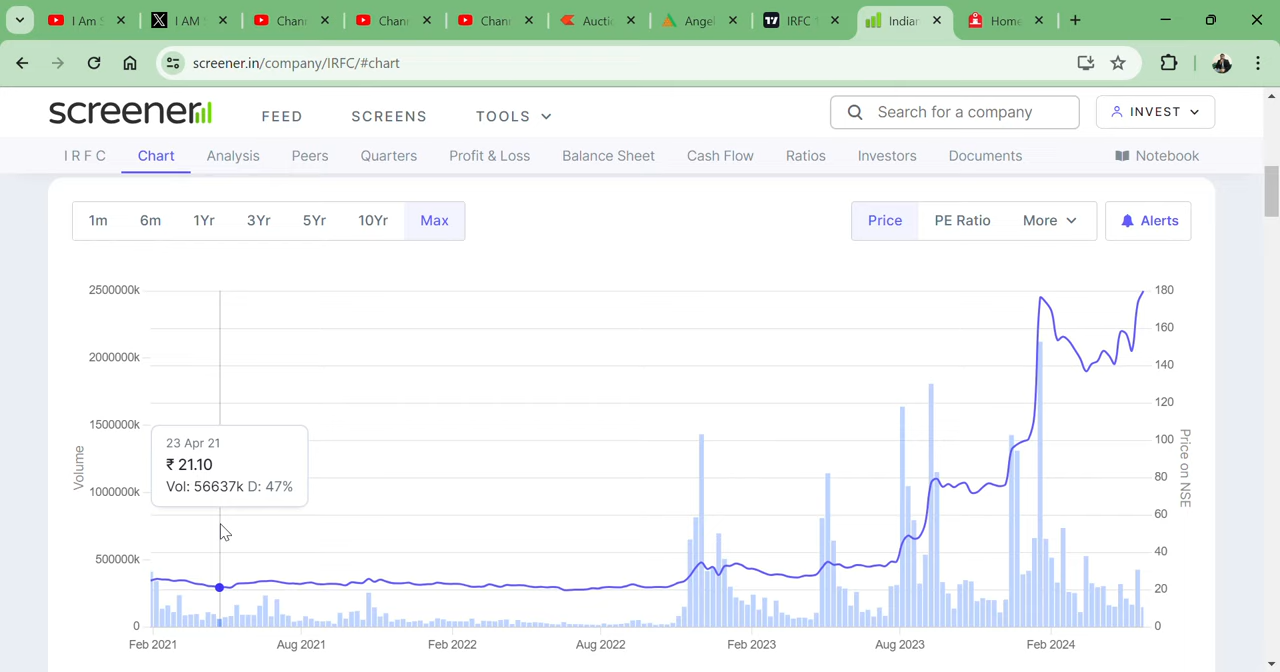 I Am
I AM
Chann
Chann
Chann
Auctic
Angel
IRFC
Indian
Home
screener.in/company/IRFC/#chart
screener
FEED
SCREENS
TOOLS
Search for a company
INVEST
I R F C
Chart
Analysis
Peers
Quarters
Profit & Loss
Balance Sheet
Cash Flow
Ratios
Investors
Documents
Notebook
1m 6m 1Yr 3Yr 5Yr 10Yr Max
Price PE Ratio More
Alerts
2500000k
2000000k
1500000k
1000000k
500000k
0
Volume
23 Apr 21
₹ 21.10
Vol: 56637k D: 47%
180
160
140
120
100
80
60
40
20
0
Price on NSE
Feb 2021 Aug 2021 Feb 2022 Aug 2022 Feb 2023 Aug 2023 Feb 2024